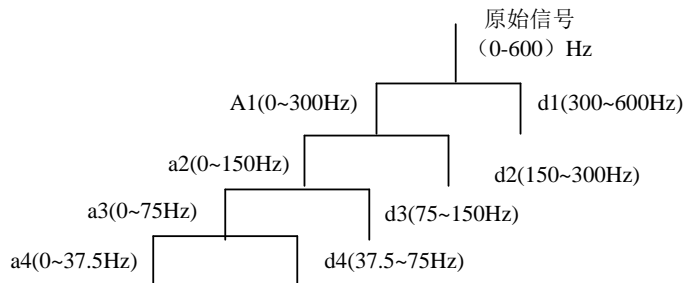 原始信号
（0-600）Hz
A1(0~300Hz)
d1(300~600Hz)
a2(0~150Hz)
d2(150~300Hz)
a3(0~75Hz)
d3(75~150Hz)
a4(0~37.5Hz)
d4(37.5~75Hz)